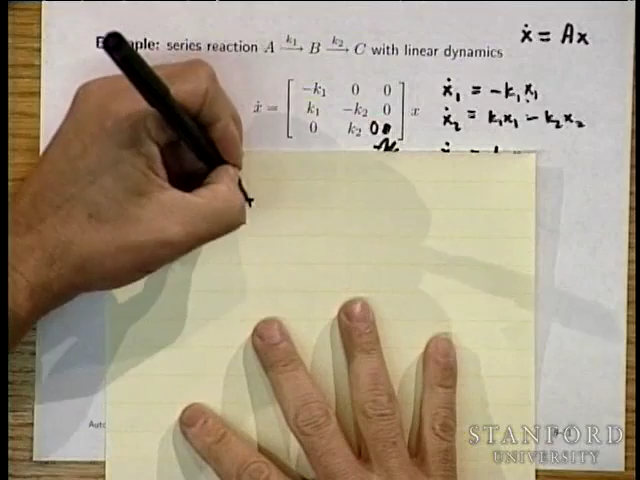 Example: series reaction A —k1→ B —k2→ C with linear dynamics
ẋ = Ax
ẋ = [ −k1 0 0 ; k1 −k2 0 ; 0 k2 0 ] x
ẋ1 = −k1x1
ẋ2 = k1x1 − k2x2
STANFORD
UNIVERSITY